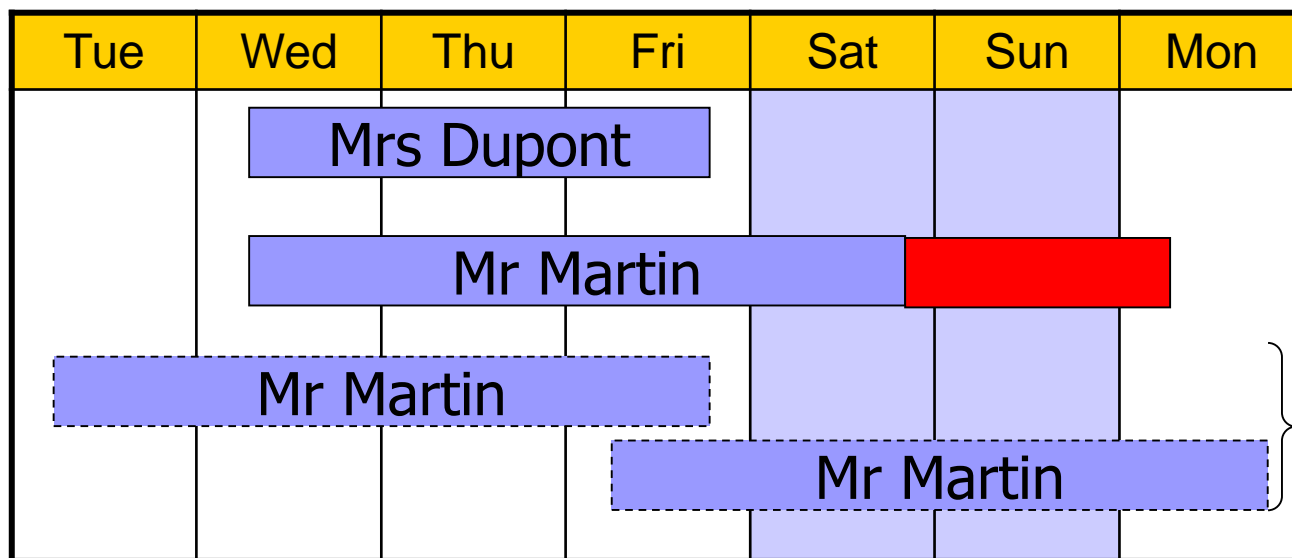 Tue Wed Thu Fri Sat Sun Mon
Mrs Dupont
Mr Martin
Mr Martin
Mr Martin